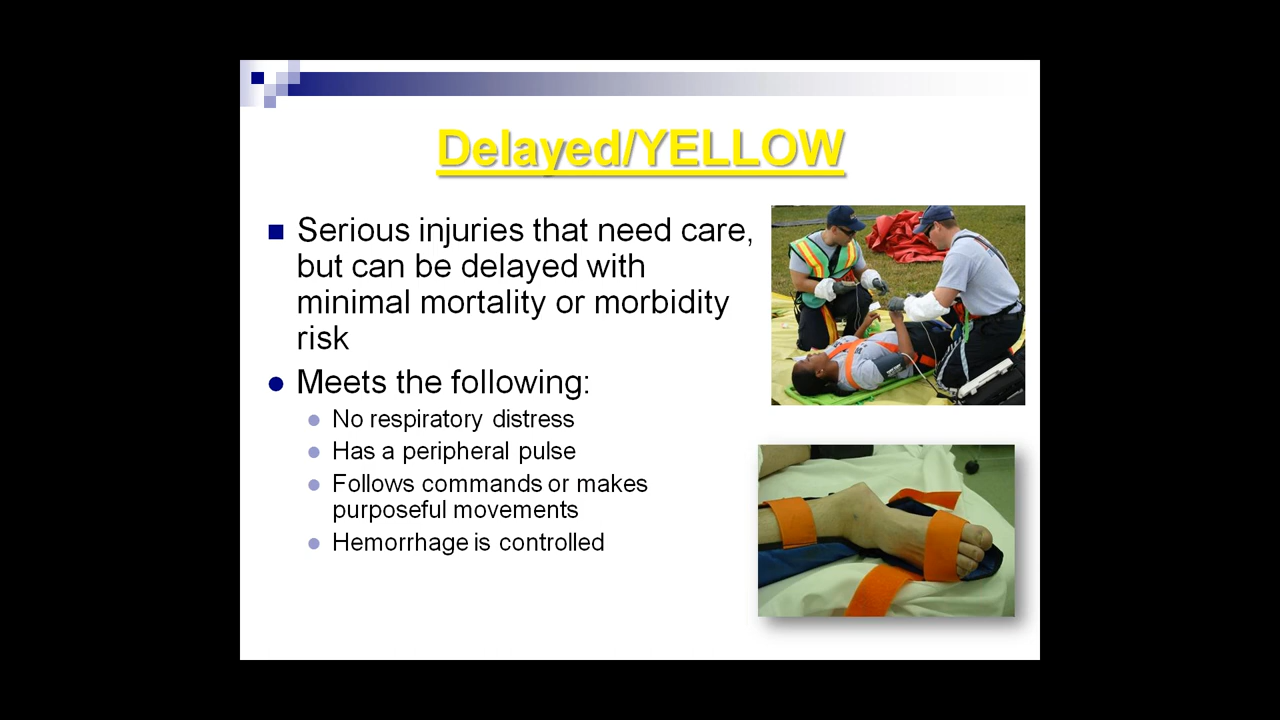 Delayed/YELLOW
Serious injuries that need care,
but can be delayed with
minimal mortality or morbidity
risk
Meets the following:
No respiratory distress
Has a peripheral pulse
Follows commands or makes
purposeful movements
Hemorrhage is controlled